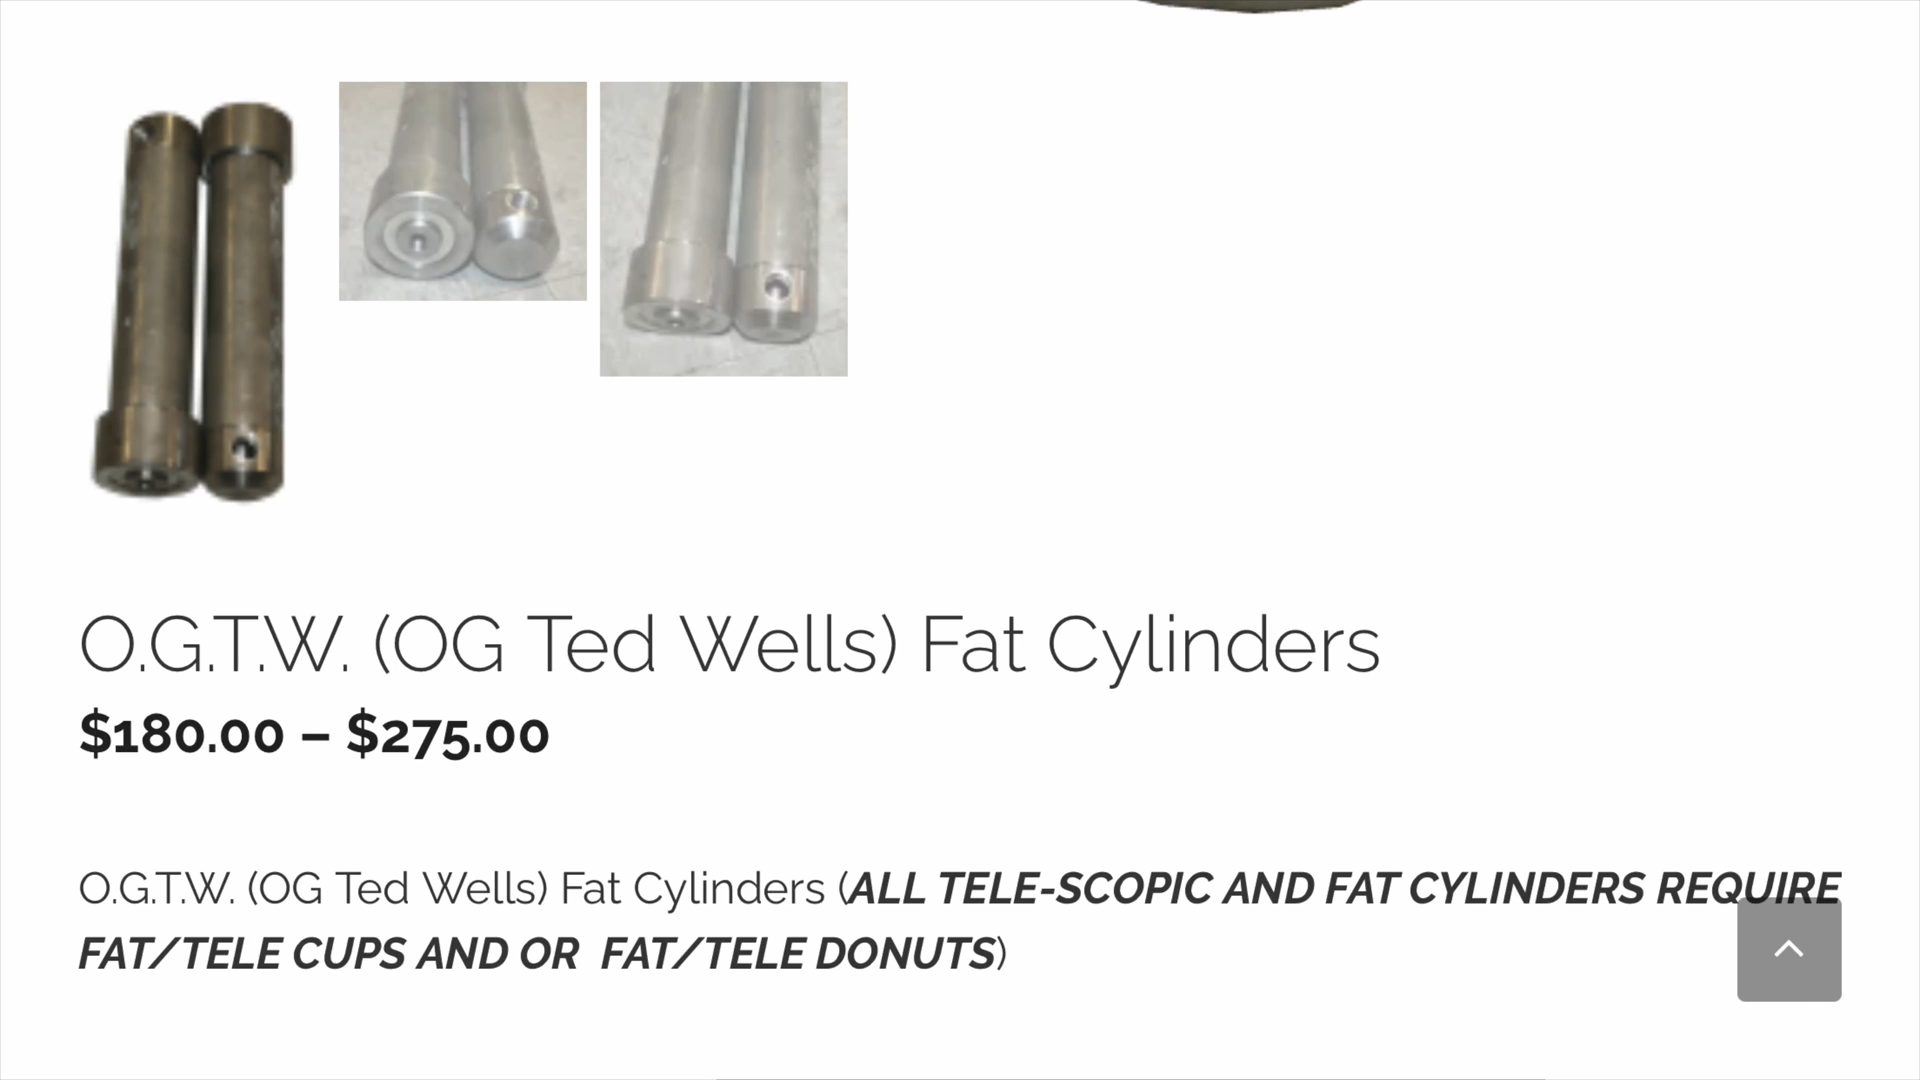 O.G.T.W. (OG Ted Wells) Fat Cylinders
$180.00 – $275.00
O.G.T.W. (OG Ted Wells) Fat Cylinders (ALL TELE-SCOPIC AND FAT CYLINDERS REQUIRE
FAT/TELE CUPS AND OR  FAT/TELE DONUTS)